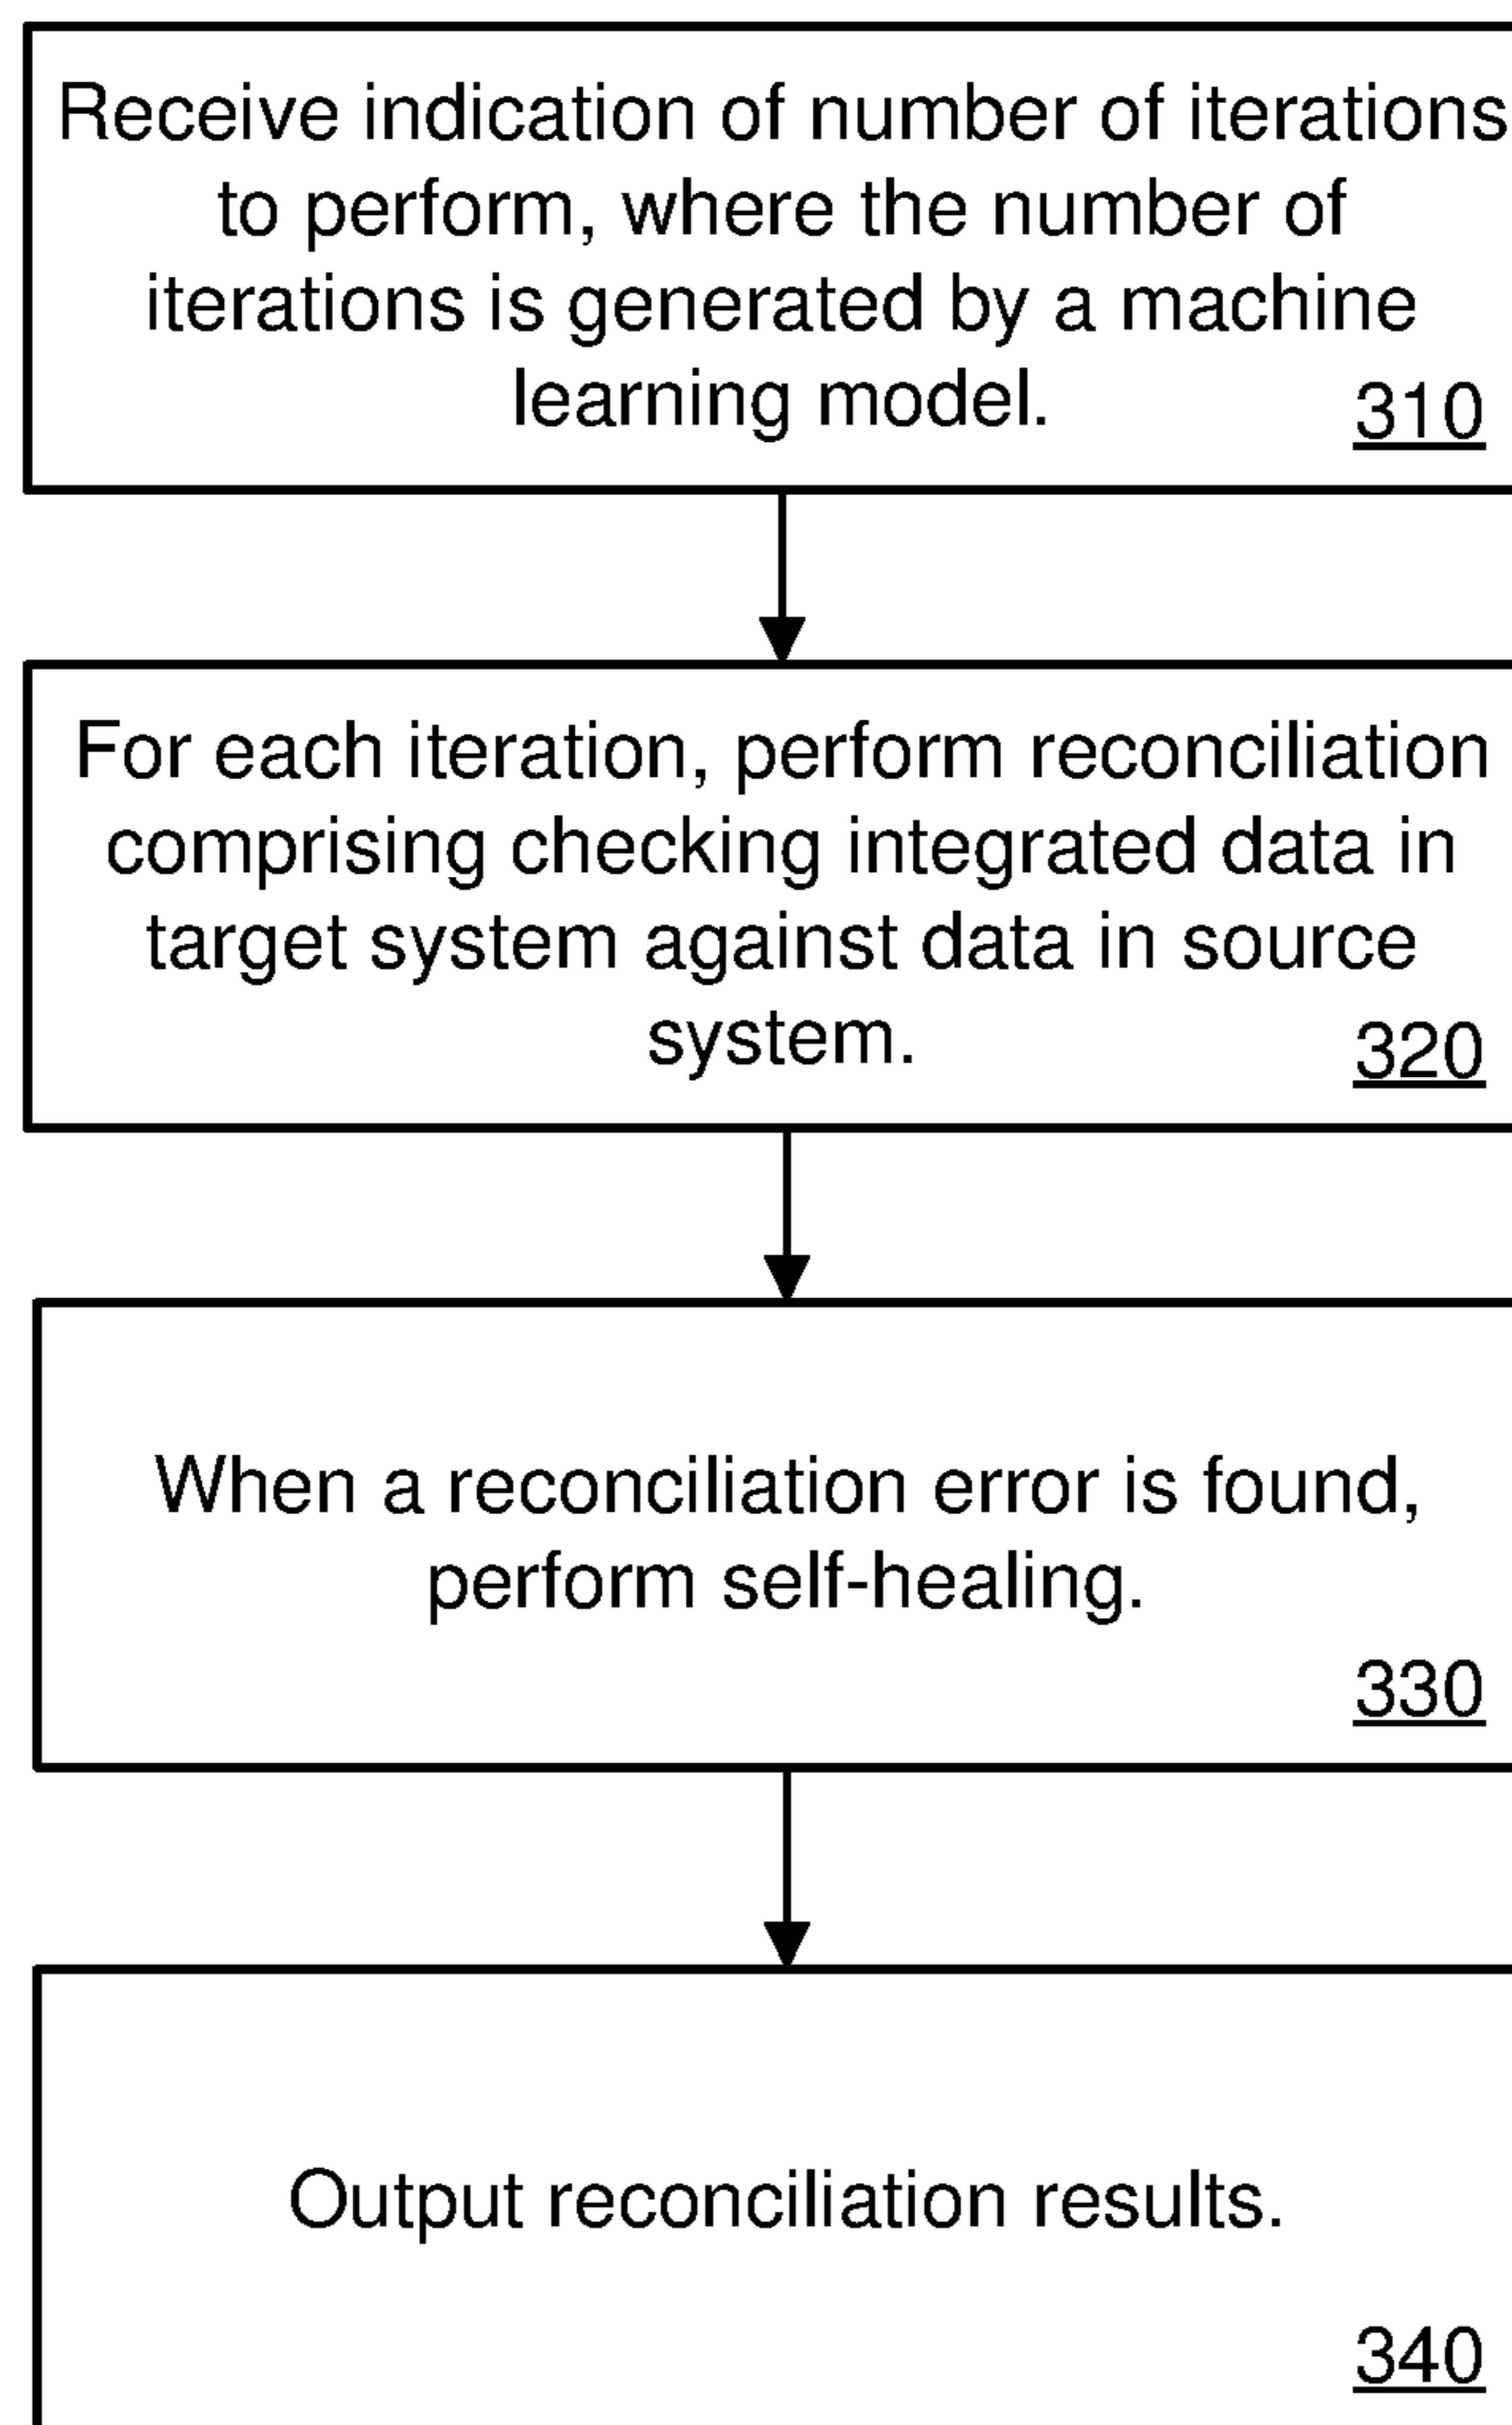 Receive indication of number of iterations
to perform, where the number of
iterations is generated by a machine
learning model.
310
For each iteration, perform reconciliation
comprising checking integrated data in
target system against data in source
system.
320
When a reconciliation error is found,
perform self-healing.
330
Output reconciliation results.
340